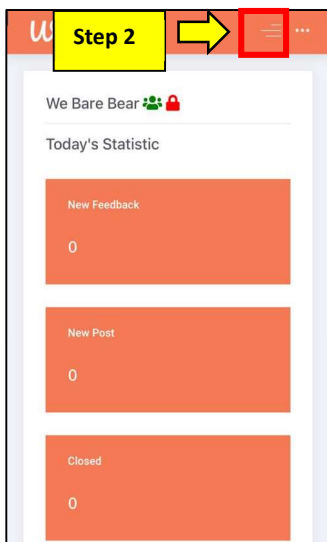 Step 2
We Bare Bear
Today's Statistic
New Feedback
0
New Post
0
Closed
0